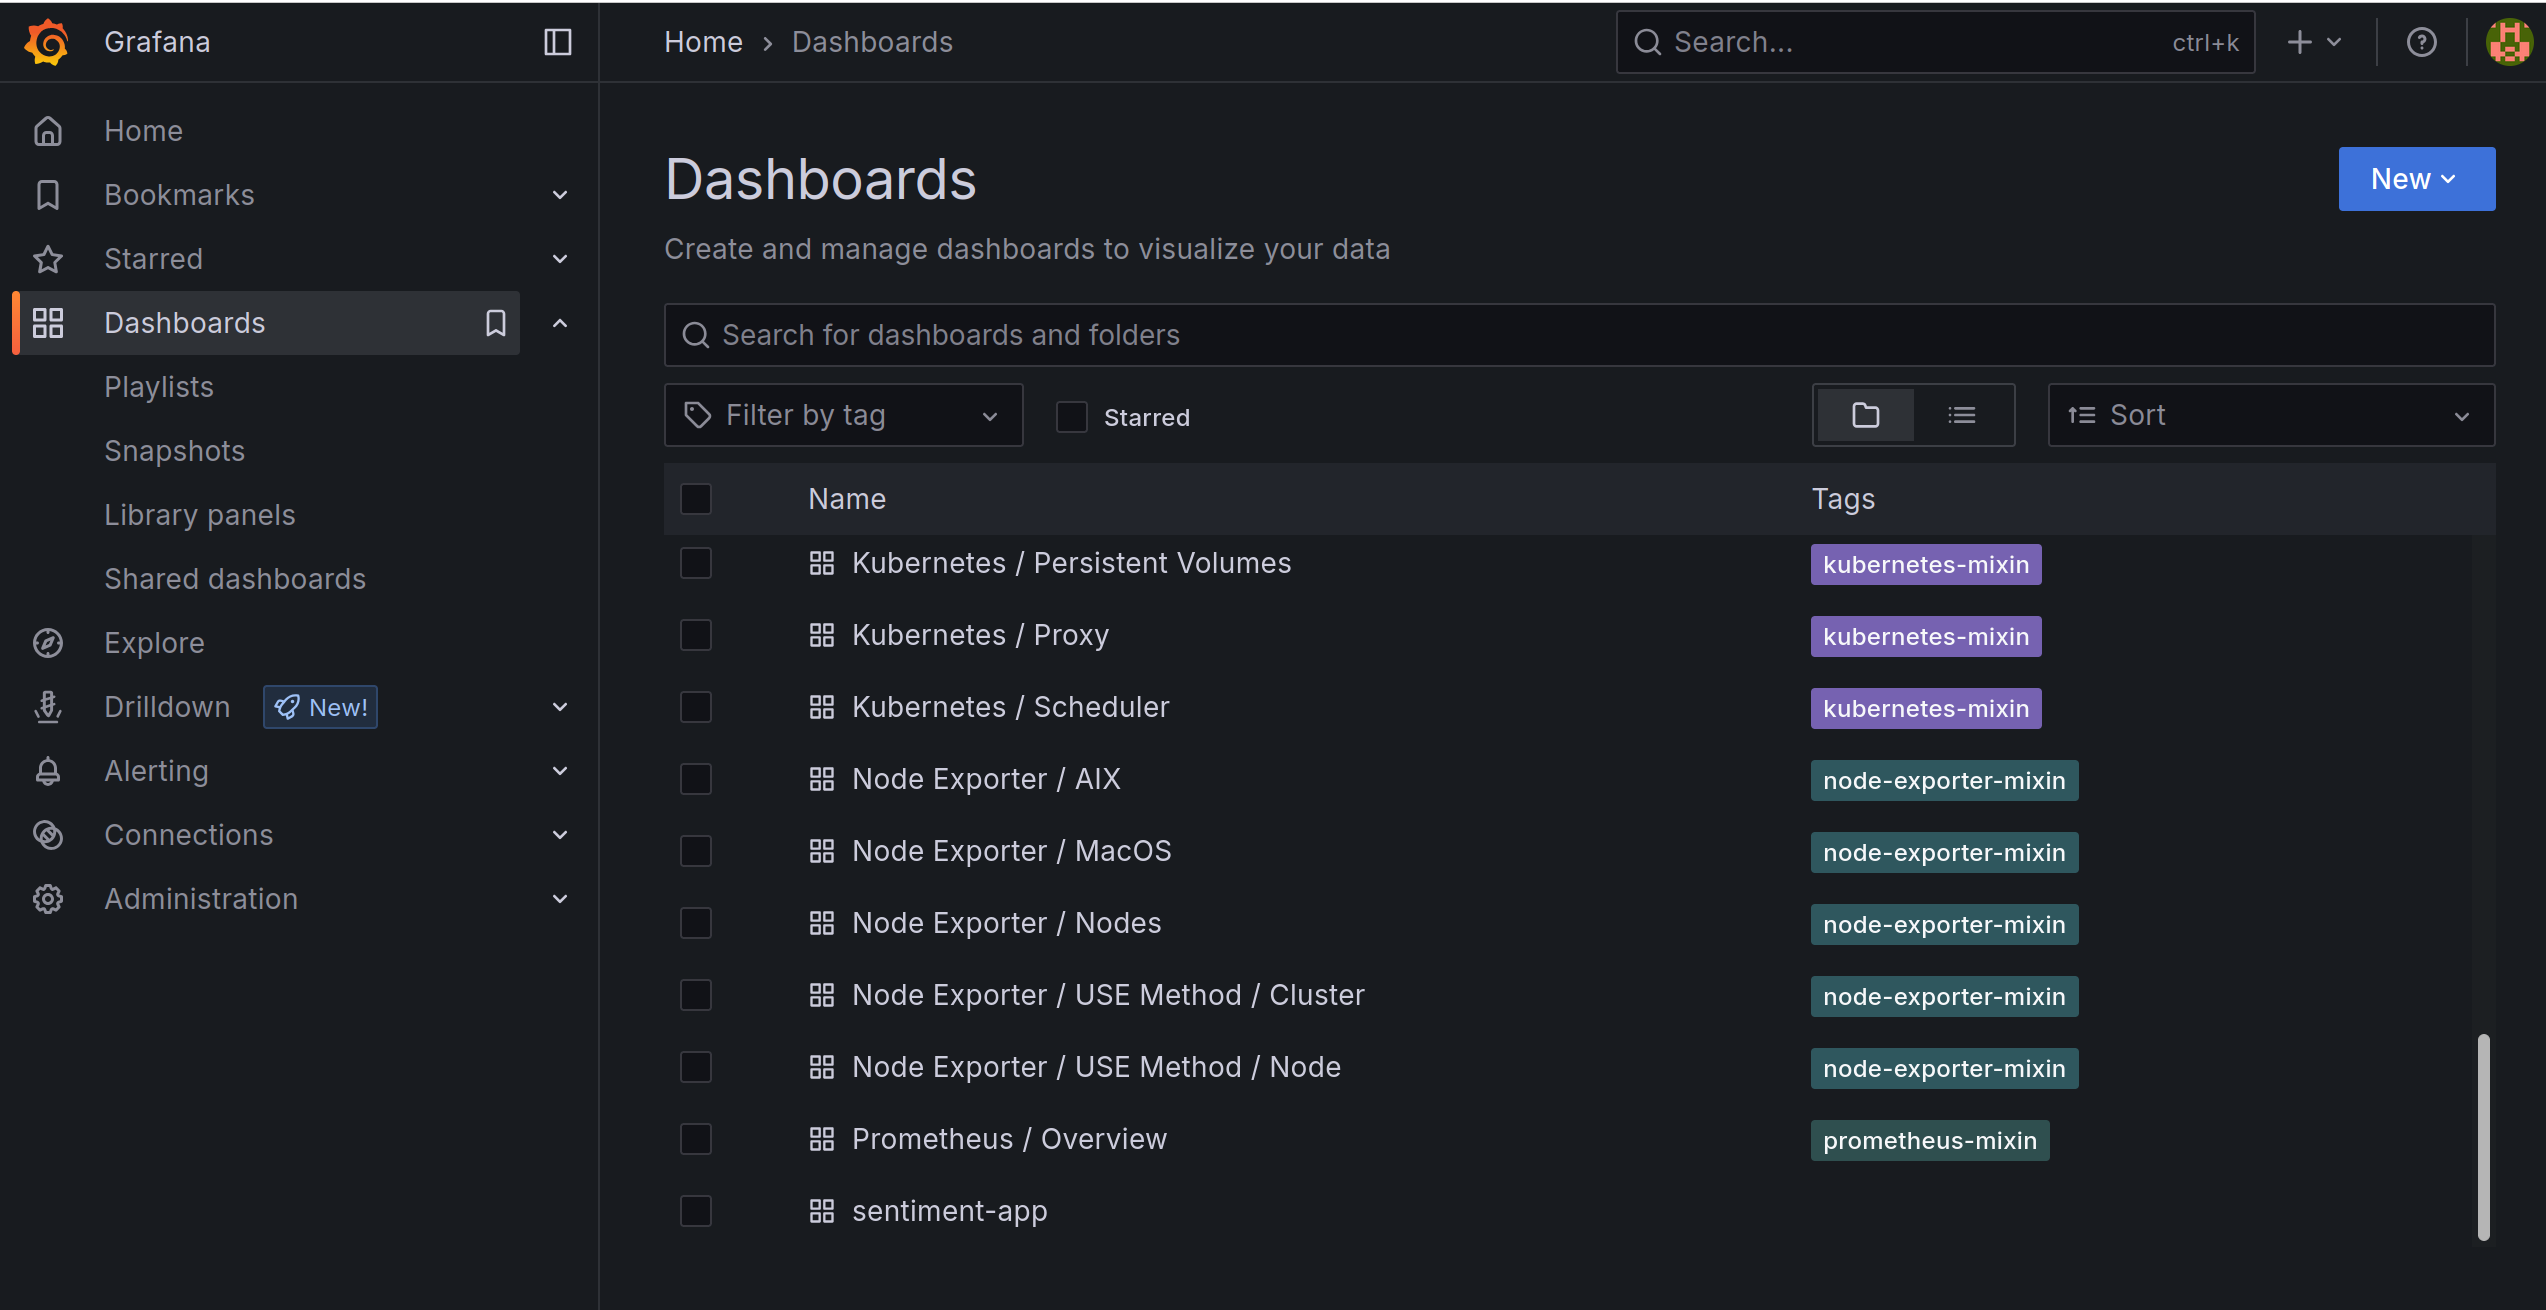 Grafana
Home
Bookmarks
Starred
Dashboards
Playlists
Snapshots
Library panels
Shared dashboards
Explore
Drilldown New!
Alerting
Connections
Administration
Home › Dashboards
Search... ctrl+k
Dashboards
New
Create and manage dashboards to visualize your data
Search for dashboards and folders
Filter by tag Starred Sort
Name Tags
Kubernetes / Persistent Volumes kubernetes-mixin
Kubernetes / Proxy kubernetes-mixin
Kubernetes / Scheduler kubernetes-mixin
Node Exporter / AIX node-exporter-mixin
Node Exporter / MacOS node-exporter-mixin
Node Exporter / Nodes node-exporter-mixin
Node Exporter / USE Method / Cluster node-exporter-mixin
Node Exporter / USE Method / Node node-exporter-mixin
Prometheus / Overview prometheus-mixin
sentiment-app